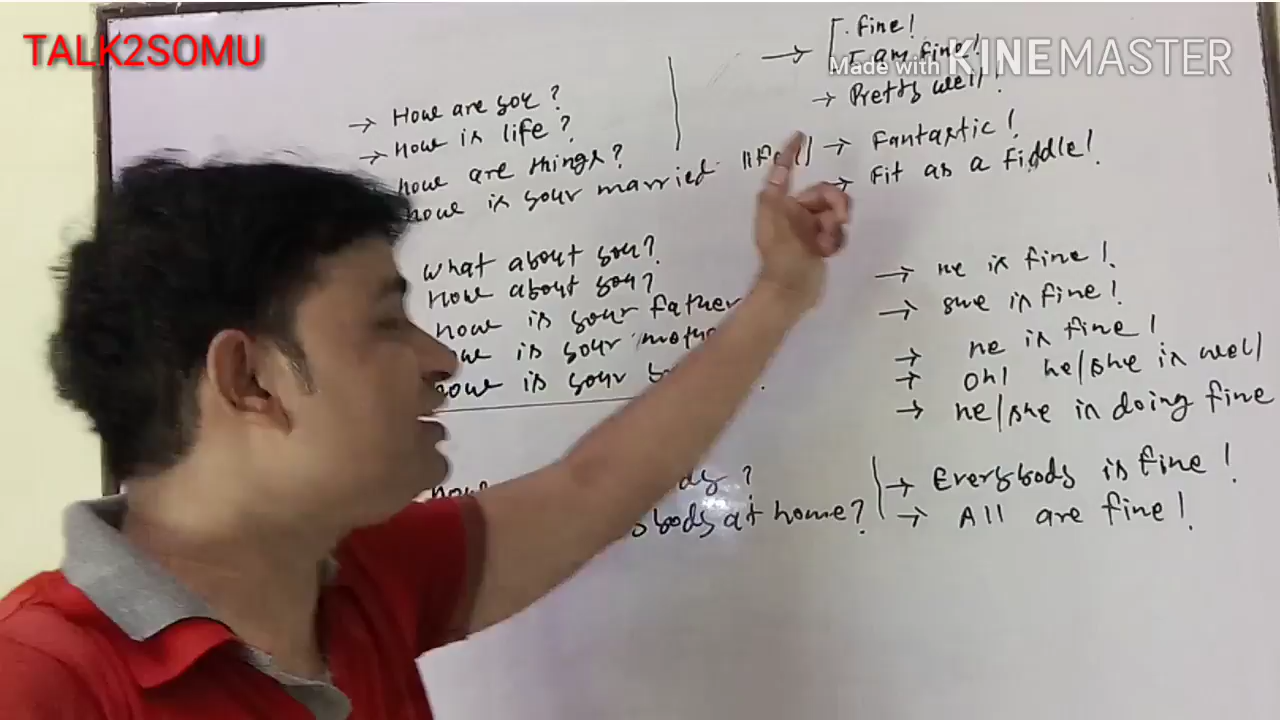 TALK2SOMU
Made with KINEMASTER
→ How are you?
→ How is life?
How are things?
How is your married life?
What about you?
How about you?
How is your father
How is your mother
How is your
body?
body at home?
→ fine!
I am fine!
→ Pretty well!
→ Fantastic!
→ Fit as a fiddle!
→ He is fine!
→ She is fine!
→ He is fine!
→ Oh! he/she is well
→ He/she is doing fine
→ Everybody is fine!
→ All are fine!